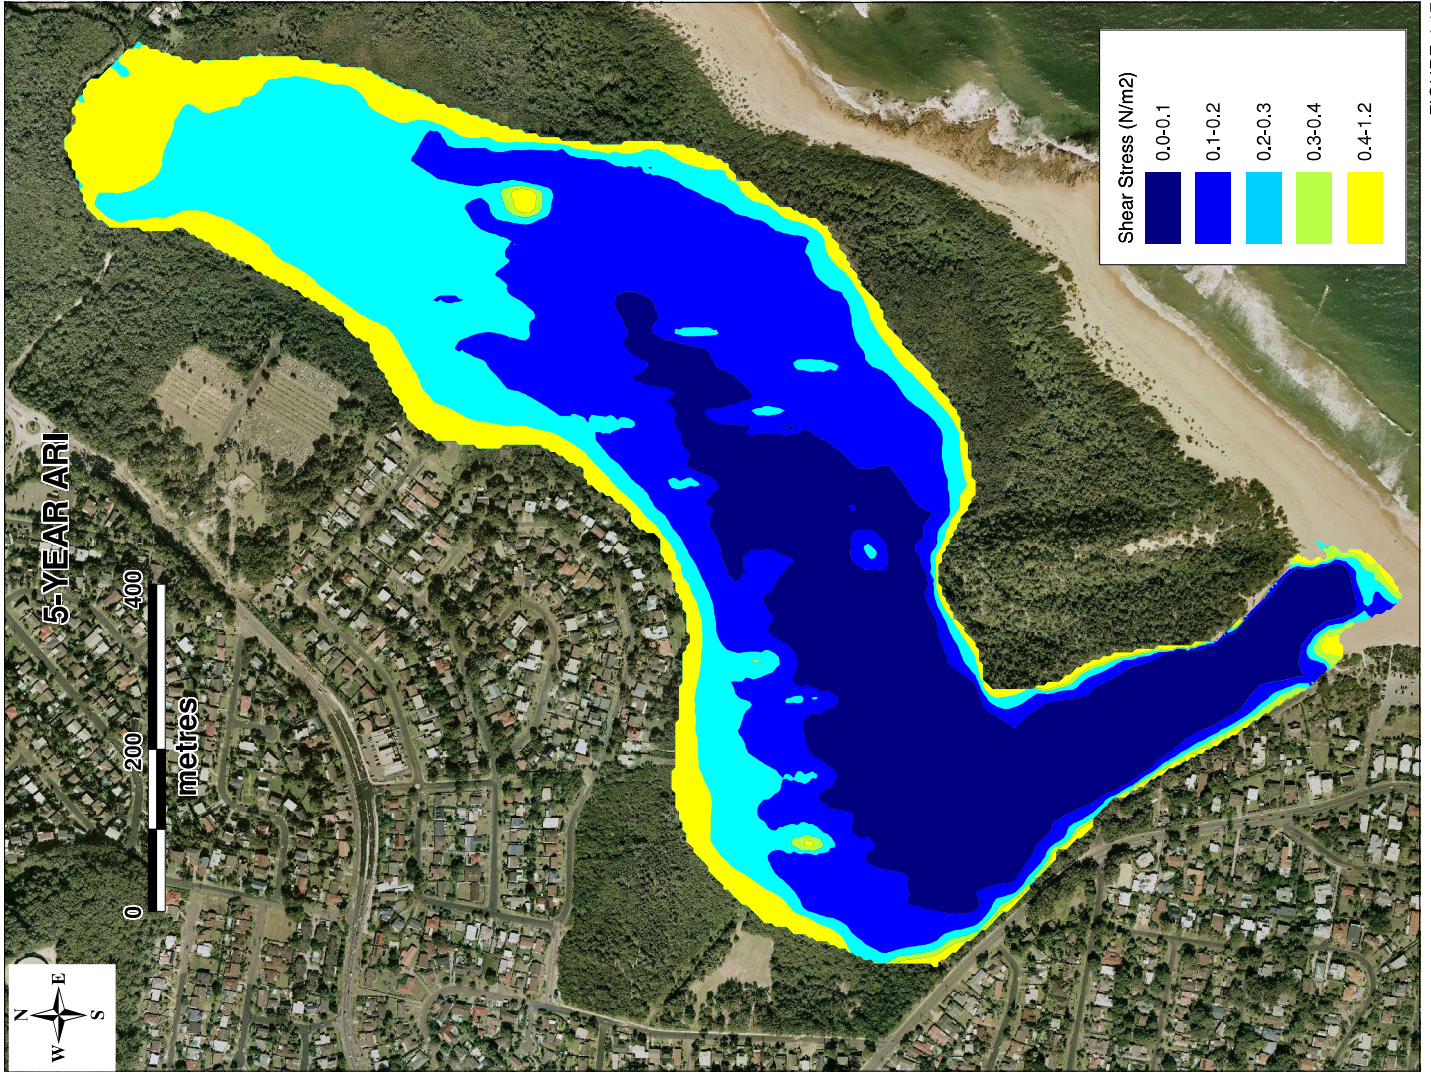 5-YEAR ARI
0 200 400
metres
N
W E
S
Shear Stress (N/m2)
0.0-0.1
0.1-0.2
0.2-0.3
0.3-0.4
0.4-1.2